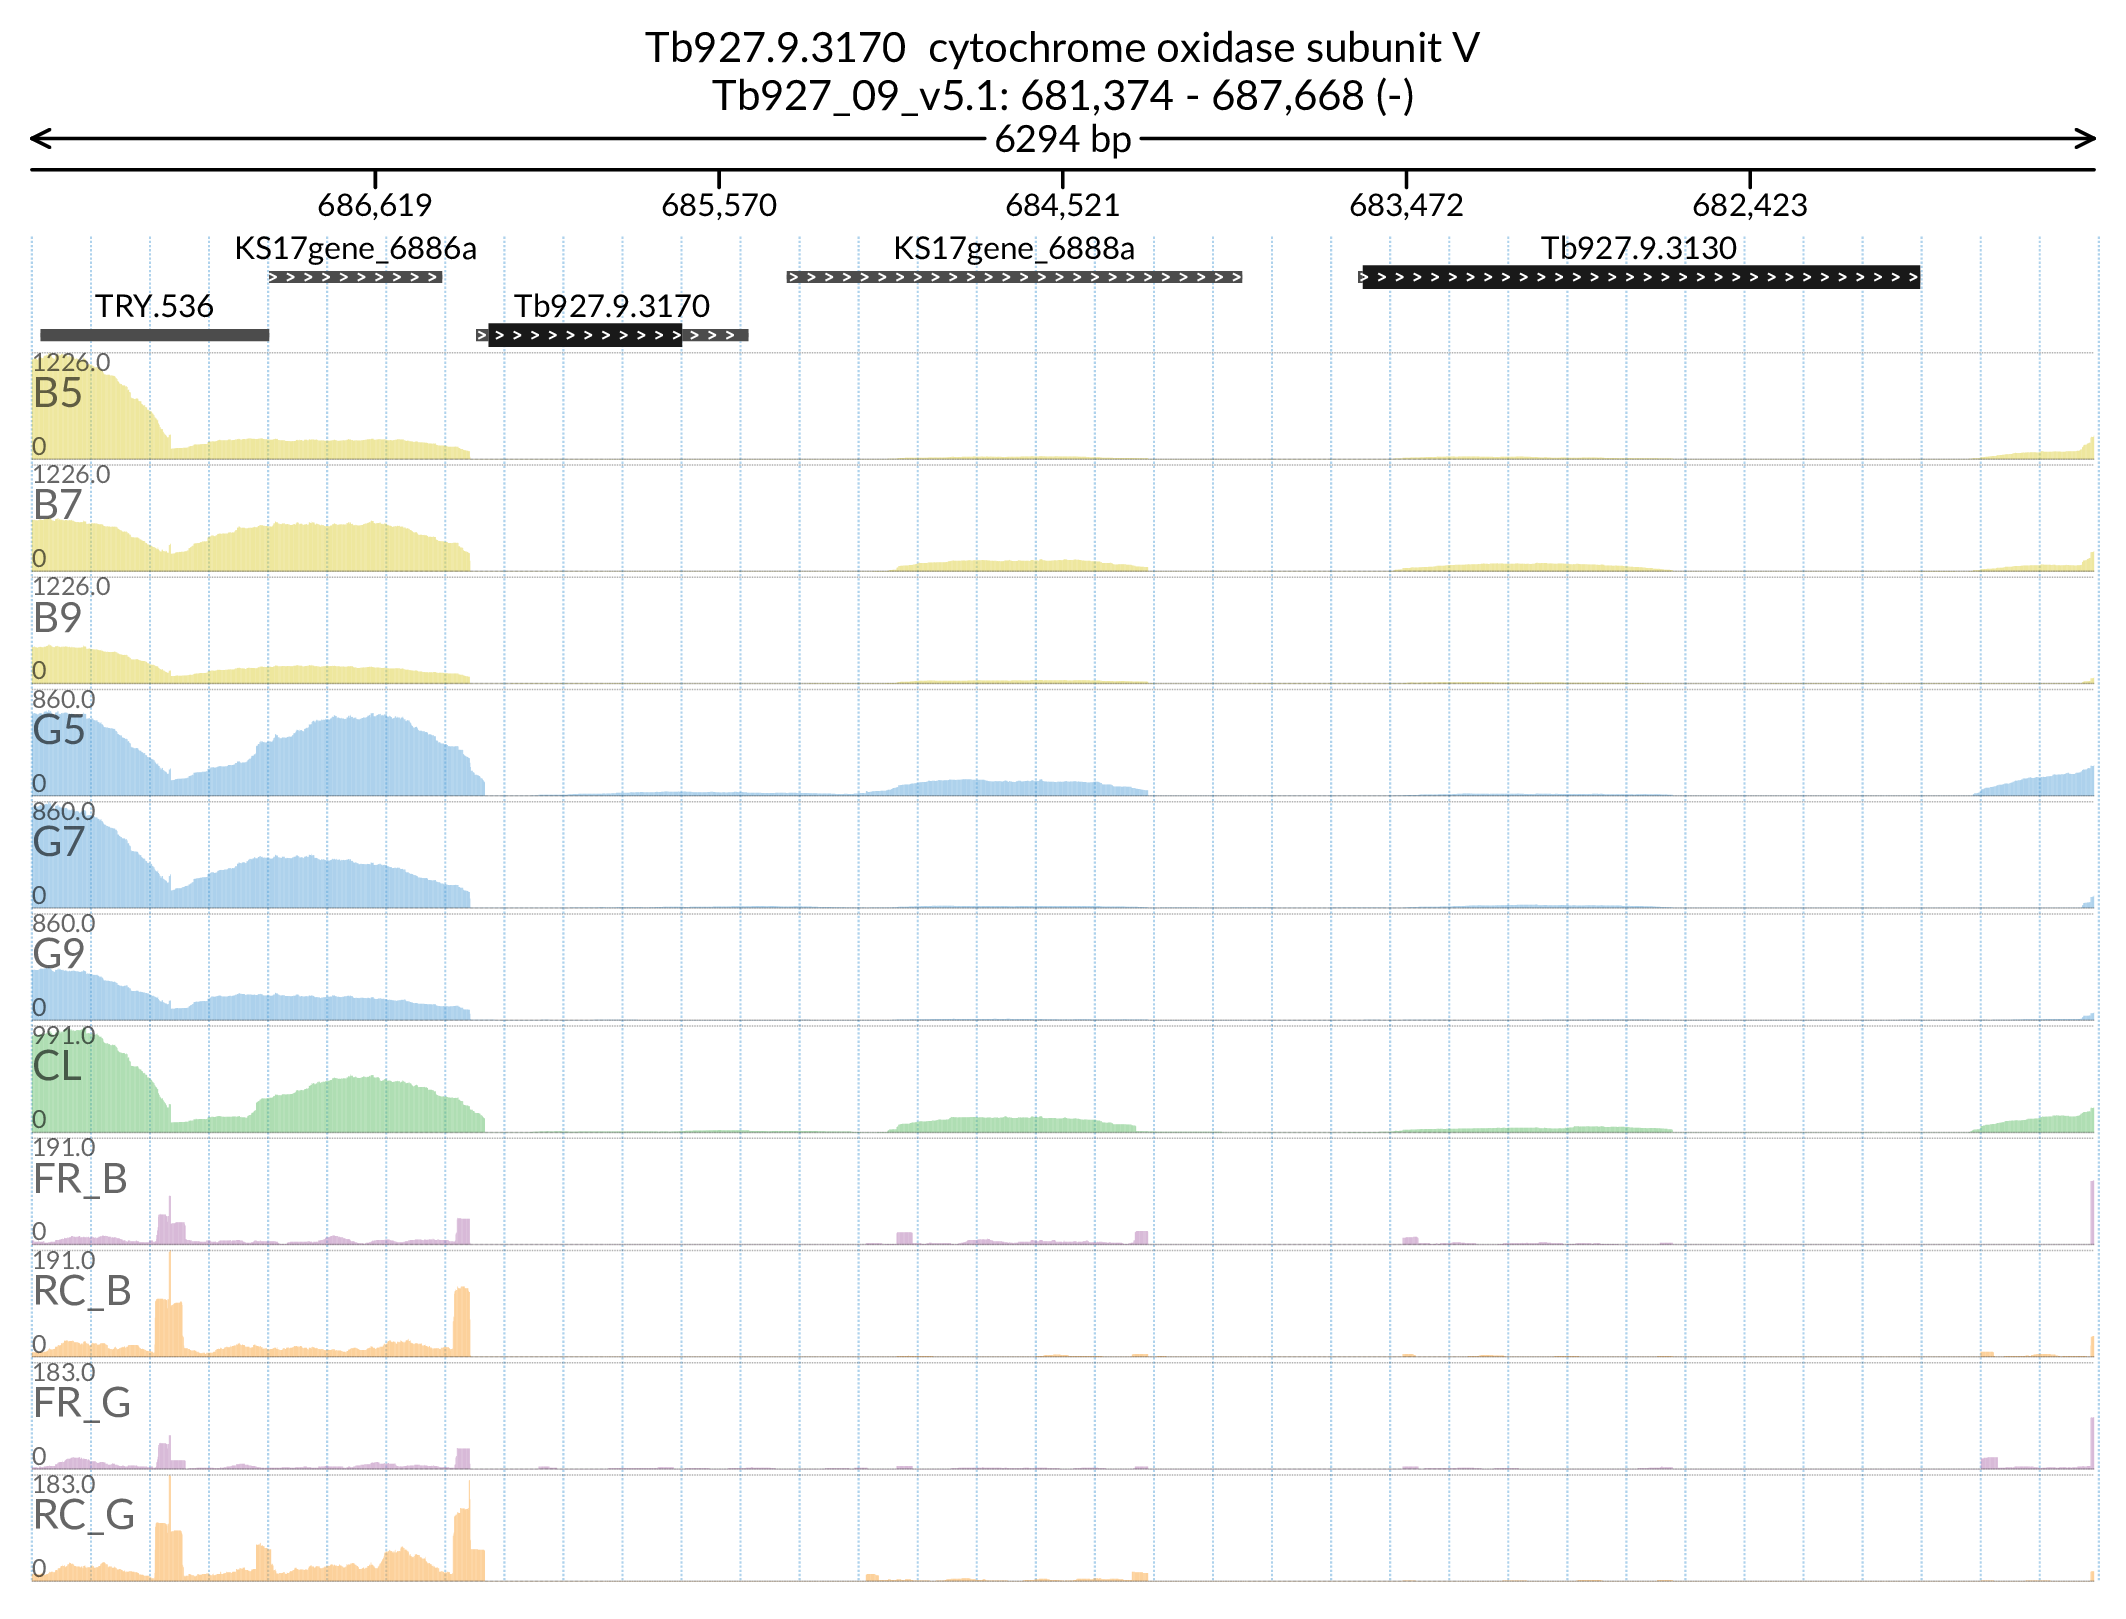 Tb927.9.3170  cytochrome oxidase subunit V
Tb927_09_v5.1: 681,374 - 687,668 (-)
6294 bp
686,619 685,570 684,521 683,472 682,423
KS17gene_6886a KS17gene_6888a Tb927.9.3130
TRY.536 Tb927.9.3170
1226.0
B5
0
1226.0
B7
0
1226.0
B9
0
860.0
G5
0
860.0
G7
0
860.0
G9
0
991.0
CL
0
191.0
FR_B
0
191.0
RC_B
0
183.0
FR_G
0
183.0
RC_G
0